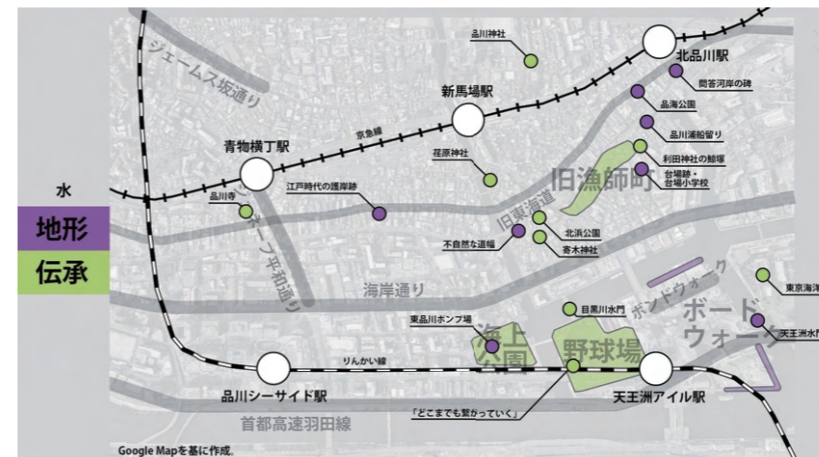 品川神社
北品川駅
ジェームス坂通り
問答河岸の碑
新馬場駅
品海公園
京急線
品川浦船留り
青物横丁駅
荏原神社
利田神社の鯨塚
水
江戸時代の護岸跡
旧漁師町
台場跡・
台場小学校
品川寺
地形
旧東海道
北浜公園
不自然な道幅
寄木神社
伝承
平和通り
海岸通り
ボンドウォーク
東京海洋
ボード
ウォーク
目黒川水門
東品川ポンプ場
天王洲水門
海上
公園
野球場
りんかい線
品川シーサイド駅
天王洲アイル駅
「どこまでも繋がっていく」
首都高速羽田線
Google Mapを基に作成。